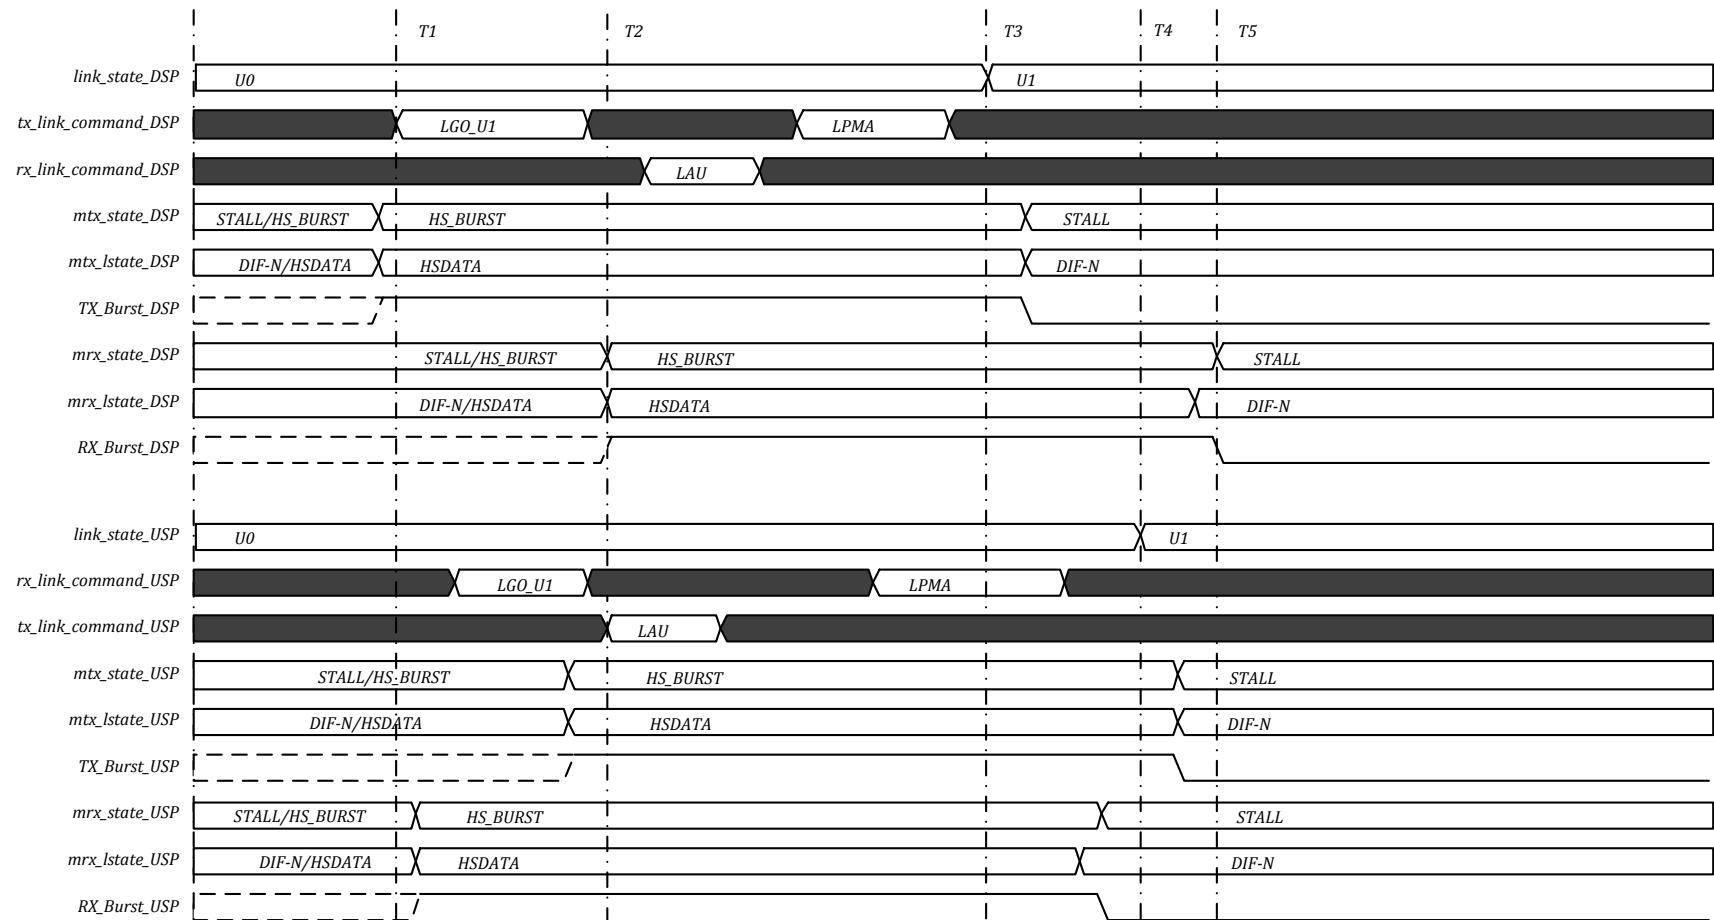 T1 T2 T3 T4 T5
link_state_DSP U0 U1
tx_link_command_DSP LGO_U1 LPMA
rx_link_command_DSP LAU
mtx_state_DSP STALL/HS_BURST HS_BURST STALL
mtx_lstate_DSP DIF-N/HSDATA HSDATA DIF-N
TX_Burst_DSP
mrx_state_DSP STALL/HS_BURST HS_BURST STALL
mrx_lstate_DSP DIF-N/HSDATA HSDATA DIF-N
RX_Burst_DSP
link_state_USP U0 U1
rx_link_command_USP LGO_U1 LPMA
tx_link_command_USP LAU
mtx_state_USP STALL/HS_BURST HS_BURST STALL
mtx_lstate_USP DIF-N/HSDATA HSDATA DIF-N
TX_Burst_USP
mrx_state_USP STALL/HS_BURST HS_BURST STALL
mrx_lstate_USP DIF-N/HSDATA HSDATA DIF-N
RX_Burst_USP